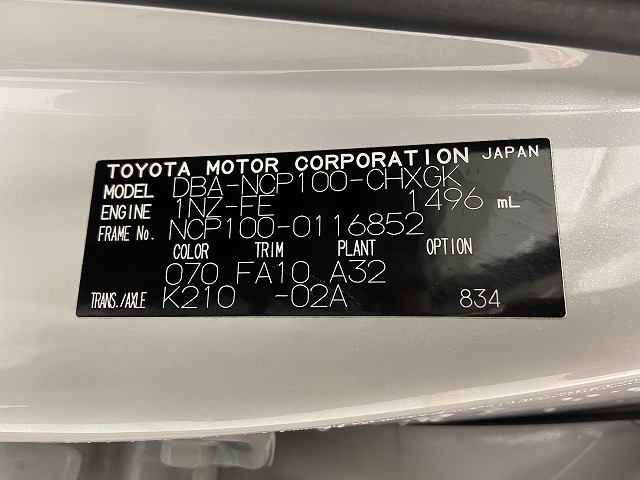 TOYOTA MOTOR CORPORATION JAPAN
MODEL DBA-NCP100-CHXGK
ENGINE 1NZ-FE 1496 mL
FRAME No. NCP100-0116852
COLOR TRIM PLANT OPTION
070 FA10 A32
TRANS./AXLE K210 -02A 834